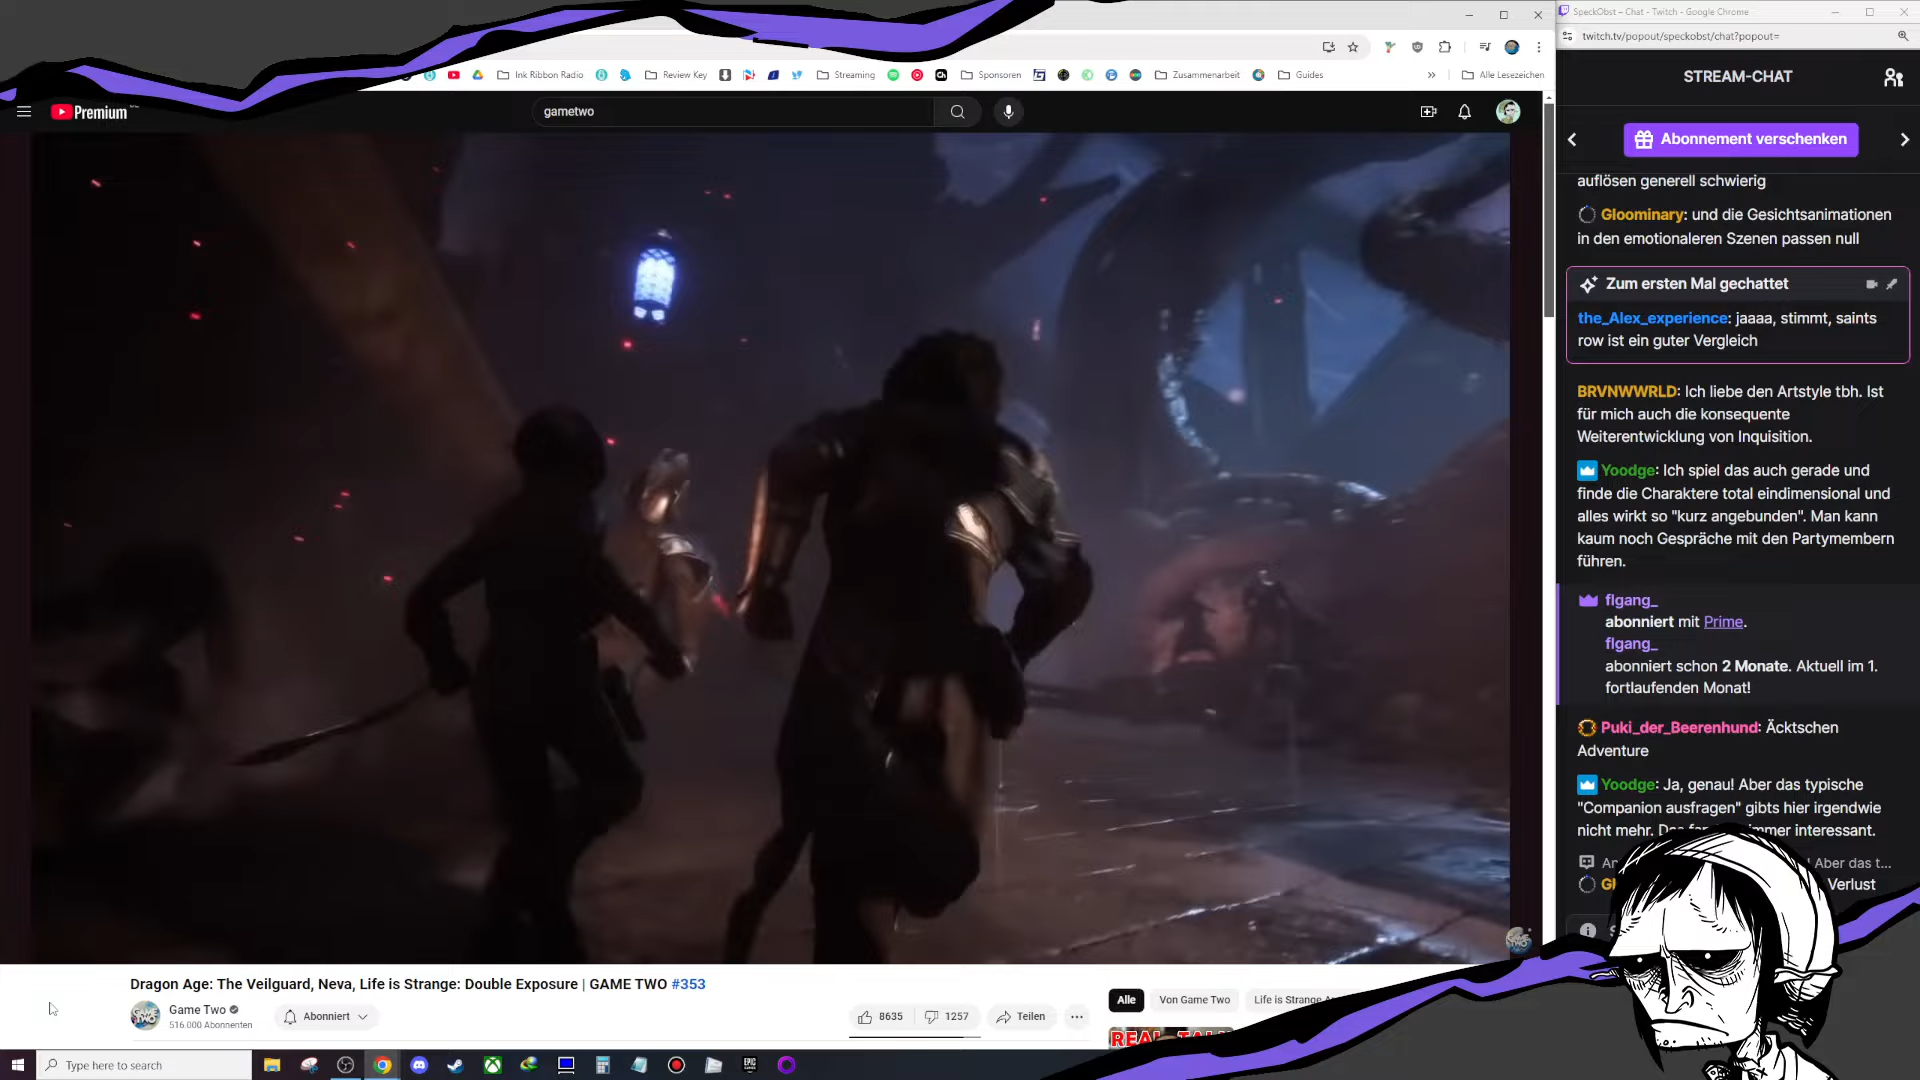 SpeckObst – Chat - Twitch - Google Chrome
twitch.tv/popout/speckobst/chat?popout=
Ink Ribbon Radio
Review Key
Streaming
Sponsoren
Zusammenarbeit
Guides
»
Alle Lesezeichen
Premium
gametwo
STREAM-CHAT
Abonnement verschenken
auflösen generell schwierig
Gloominary: und die Gesichtsanimationen
in den emotionaleren Szenen passen null
Zum ersten Mal gechattet
the_Alex_experience: jaaaa, stimmt, saints
row ist ein guter Vergleich
BRVNWWRLD: Ich liebe den Artstyle tbh. Ist
für mich auch die konsequente
Weiterentwicklung von Inquisition.
Yoodge: Ich spiel das auch gerade und
finde die Charaktere total eindimensional und
alles wirkt so "kurz angebunden". Man kann
kaum noch Gespräche mit den Partymembern
führen.
flgang_
abonniert mit Prime.
flgang_
abonniert schon 2 Monate. Aktuell im 1.
fortlaufenden Monat!
Puki_der_Beerenhund: Äcktschen
Adventure
Yoodge: Ja, genau! Aber das typische
"Companion ausfragen" gibts hier irgendwie
nicht mehr. immer interessant.
! Aber das t...
Verlust
Dragon Age: The Veilguard, Neva, Life is Strange: Double Exposure | GAME TWO #353
Game Two
516.000 Abonnenten
Abonniert
8635
1257
Teilen
Alle
Von Game Two
Life is Strange
Type here to search